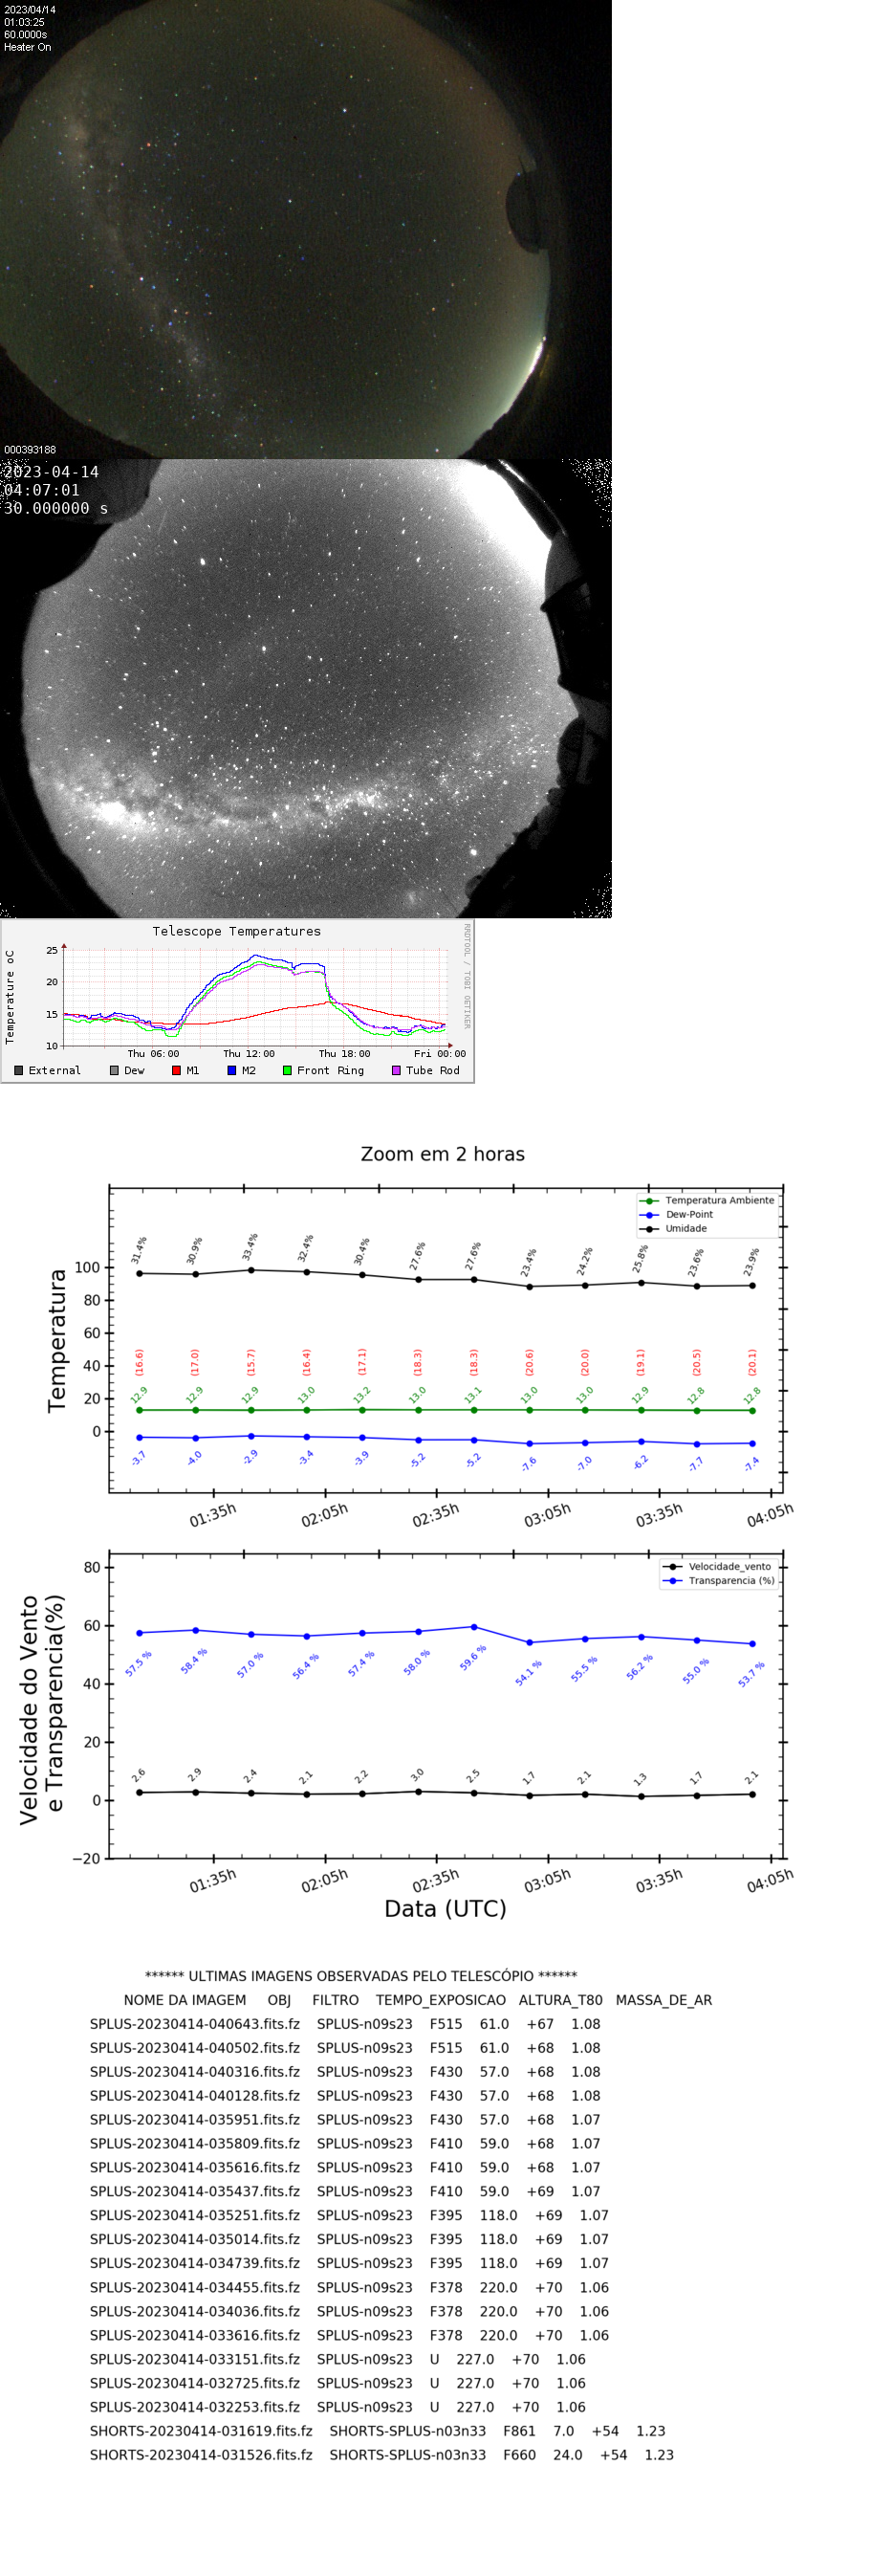 2023/04/14
01:03:25
60.0000s
Heater On
000393188
2023-04-14
04:07:01
30.000000 s
Telescope Temperatures
RRDTOOL / TOBI OETIKER
Temperature oC
25
20
15
10
Thu 06:00 Thu 12:00 Thu 18:00 Fri 00:00
External Dew M1 M2 Front Ring Tube Rod
Zoom em 2 horas
Temperatura Ambiente
Dew-Point
Umidade
Temperatura
100
80
60
40
20
0
31.4% 30.9% 33.4% 32.4% 30.4% 27.6% 27.6% 23.4% 24.2% 25.8% 23.6% 23.9%
(16.6) (17.0) (15.7) (16.4) (17.1) (18.3) (18.3) (20.6) (20.0) (19.1) (20.5) (20.1)
12.9 12.9 12.9 13.0 13.2 13.0 13.1 13.0 13.0 12.9 12.8 12.8
-3.7 -4.0 -2.9 -3.4 -3.9 -5.2 -5.2 -7.6 -7.0 -6.2 -7.7 -7.4
01:35h 02:05h 02:35h 03:05h 03:35h 04:05h
Velocidade_vento
Transparencia (%)
Velocidade do Vento
e Transparencia(%)
80
60
40
20
0
−20
57.5 % 58.4 % 57.0 % 56.4 % 57.4 % 58.0 % 59.6 % 54.1 % 55.5 % 56.2 % 55.0 % 53.7 %
2.6 2.9 2.4 2.1 2.2 3.0 2.5 1.7 2.1 1.3 1.7 2.1
01:35h 02:05h 02:35h 03:05h 03:35h 04:05h
Data (UTC)
****** ULTIMAS IMAGENS OBSERVADAS PELO TELESCÓPIO ******
NOME DA IMAGEM OBJ FILTRO TEMPO_EXPOSICAO ALTURA_T80 MASSA_DE_AR
SPLUS-20230414-040643.fits.fz SPLUS-n09s23 F515 61.0 +67 1.08
SPLUS-20230414-040502.fits.fz SPLUS-n09s23 F515 61.0 +68 1.08
SPLUS-20230414-040316.fits.fz SPLUS-n09s23 F430 57.0 +68 1.08
SPLUS-20230414-040128.fits.fz SPLUS-n09s23 F430 57.0 +68 1.08
SPLUS-20230414-035951.fits.fz SPLUS-n09s23 F430 57.0 +68 1.07
SPLUS-20230414-035809.fits.fz SPLUS-n09s23 F410 59.0 +68 1.07
SPLUS-20230414-035616.fits.fz SPLUS-n09s23 F410 59.0 +68 1.07
SPLUS-20230414-035437.fits.fz SPLUS-n09s23 F410 59.0 +69 1.07
SPLUS-20230414-035251.fits.fz SPLUS-n09s23 F395 118.0 +69 1.07
SPLUS-20230414-035014.fits.fz SPLUS-n09s23 F395 118.0 +69 1.07
SPLUS-20230414-034739.fits.fz SPLUS-n09s23 F395 118.0 +69 1.07
SPLUS-20230414-034455.fits.fz SPLUS-n09s23 F378 220.0 +70 1.06
SPLUS-20230414-034036.fits.fz SPLUS-n09s23 F378 220.0 +70 1.06
SPLUS-20230414-033616.fits.fz SPLUS-n09s23 F378 220.0 +70 1.06
SPLUS-20230414-033151.fits.fz SPLUS-n09s23 U 227.0 +70 1.06
SPLUS-20230414-032725.fits.fz SPLUS-n09s23 U 227.0 +70 1.06
SPLUS-20230414-032253.fits.fz SPLUS-n09s23 U 227.0 +70 1.06
SHORTS-20230414-031619.fits.fz SHORTS-SPLUS-n03n33 F861 7.0 +54 1.23
SHORTS-20230414-031526.fits.fz SHORTS-SPLUS-n03n33 F660 24.0 +54 1.23